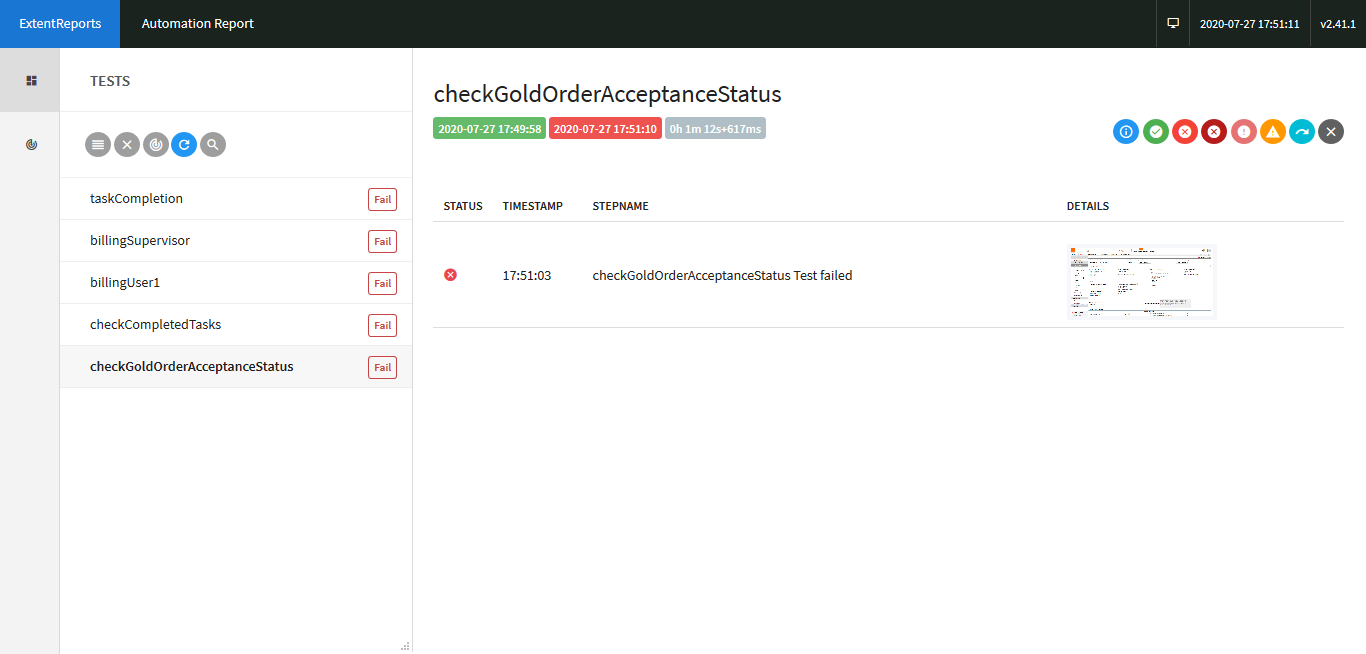 ExtentReports Automation Report 2020-07-27 17:51:11 v2.41.1
TESTS
taskCompletion Fail
billingSupervisor Fail
billingUser1 Fail
checkCompletedTasks Fail
checkGoldOrderAcceptanceStatus Fail
checkGoldOrderAcceptanceStatus
2020-07-27 17:49:58 2020-07-27 17:51:10 0h 1m 12s+617ms
STATUS TIMESTAMP STEPNAME DETAILS
17:51:03 checkGoldOrderAcceptanceStatus Test failed